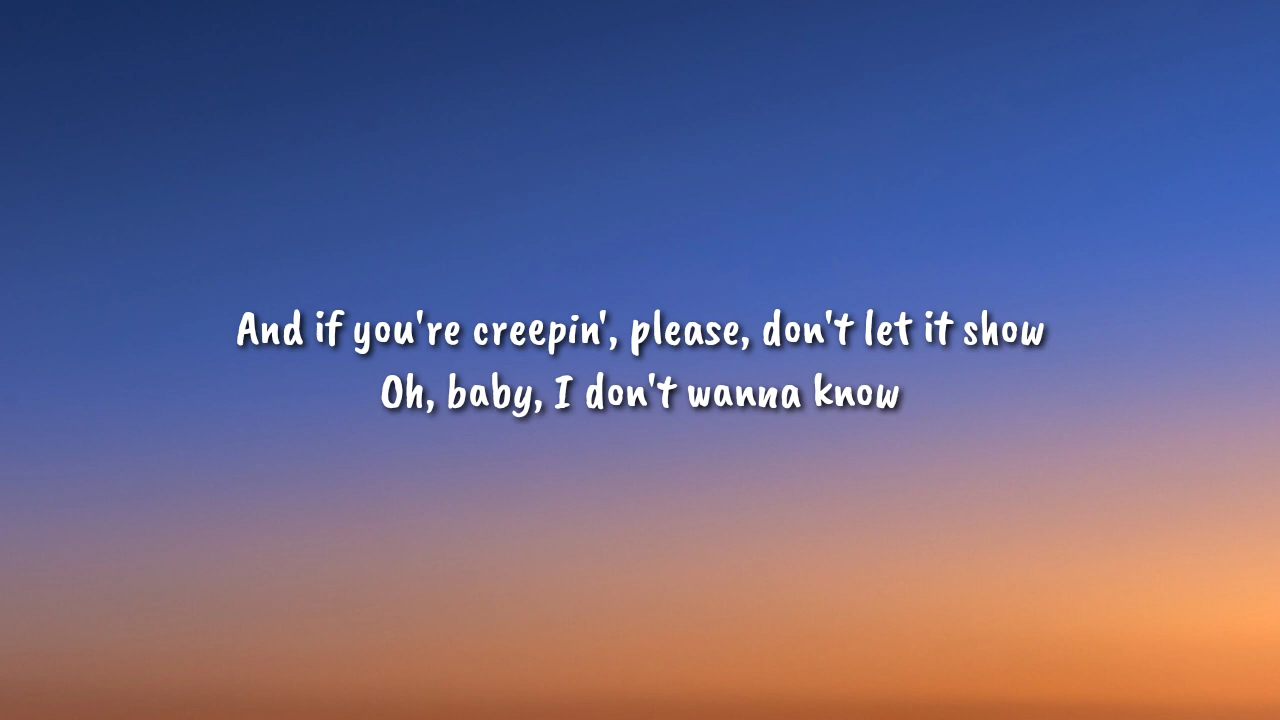 And if you're creepin', please, don't let it show
Oh, baby, I don't wanna know